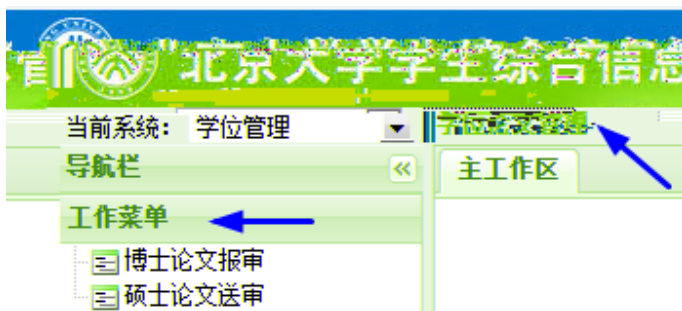 北京大学学生综合信息
当前系统： 学位管理
导航栏
主工作区
工作菜单
博士论文报审
硕士论文送审